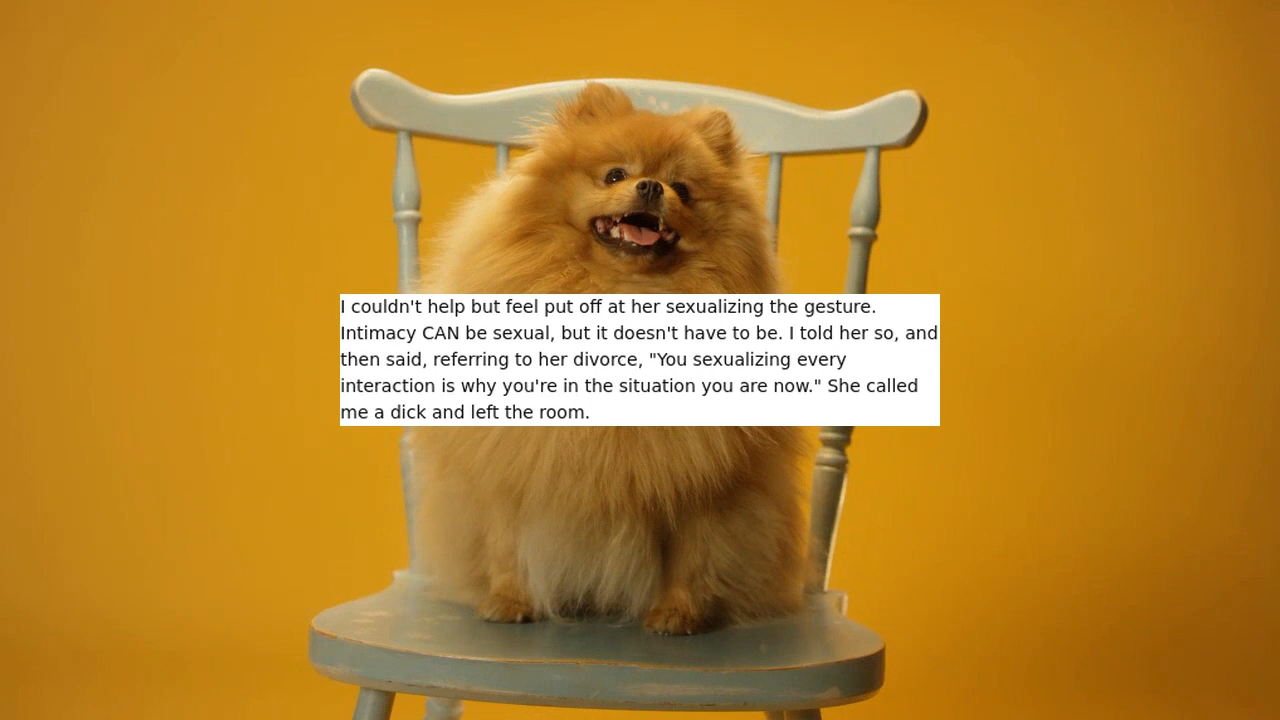 I couldn't help but feel put off at her sexualizing the gesture.
Intimacy CAN be sexual, but it doesn't have to be. I told her so, and
then said, referring to her divorce, "You sexualizing every
interaction is why you're in the situation you are now." She called
me a dick and left the room.